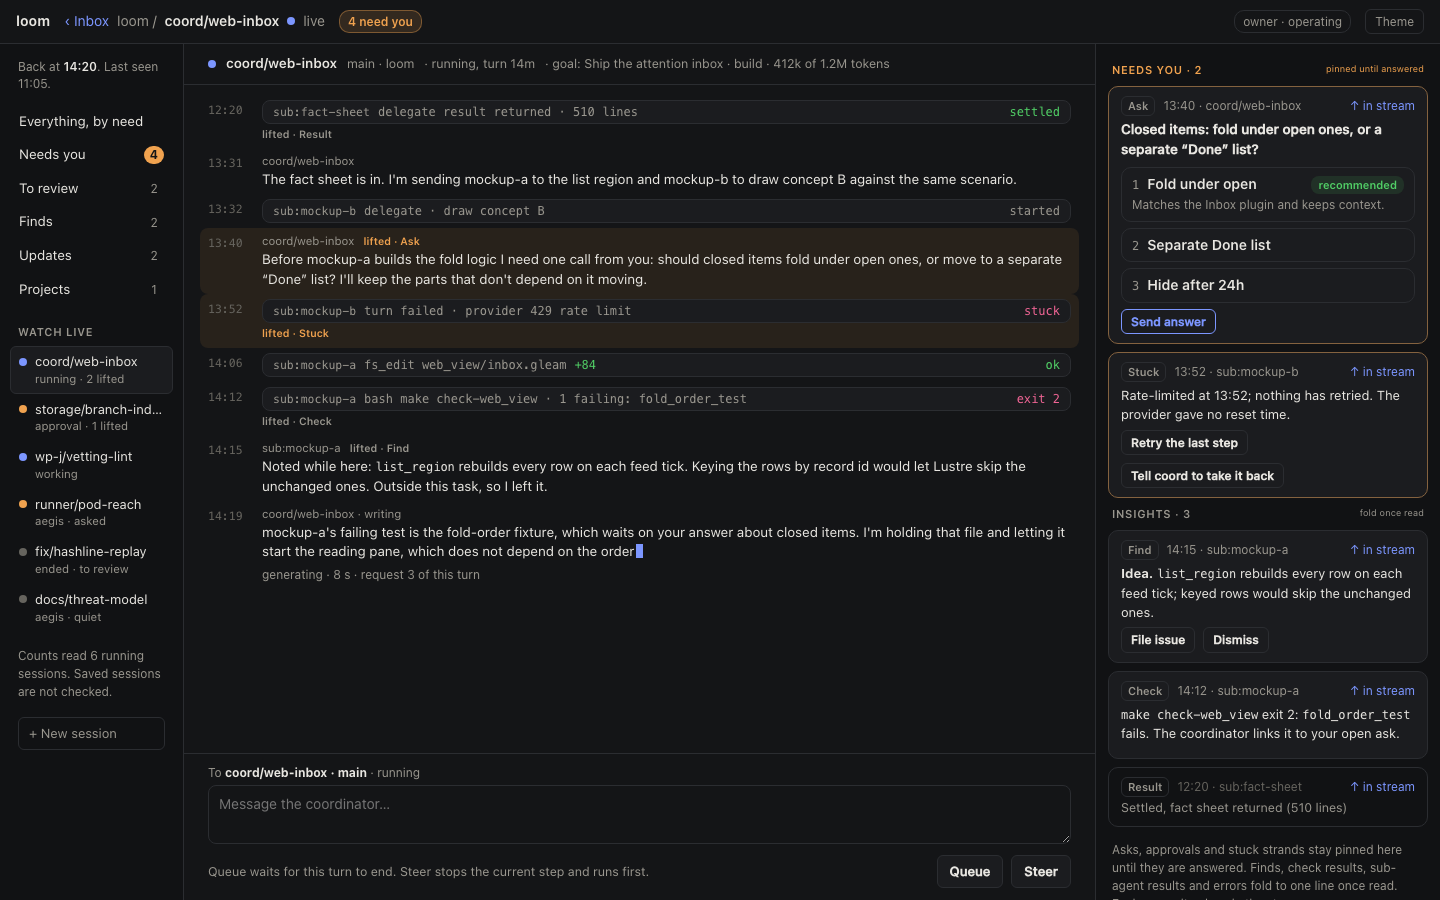 loom ‹ Inbox loom / coord/web-inbox live 4 need you owner · operating Theme
Back at 14:20. Last seen
11:05.
Everything, by need
Needs you 4
To review 2
Finds 2
Updates 2
Projects 1
WATCH LIVE
coord/web-inbox
running · 2 lifted
storage/branch-ind…
approval · 1 lifted
wp-j/vetting-lint
working
runner/pod-reach
aegis · asked
fix/hashline-replay
ended · to review
docs/threat-model
aegis · quiet
Counts read 6 running
sessions. Saved sessions
are not checked.
+ New session
coord/web-inbox main · loom · running, turn 14m · goal: Ship the attention inbox · build · 412k of 1.2M tokens
12:20 sub:fact-sheet delegate result returned · 510 lines settled
lifted · Result
13:31 coord/web-inbox
The fact sheet is in. I'm sending mockup-a to the list region and mockup-b to draw concept B against the same scenario.
13:32 sub:mockup-b delegate · draw concept B started
13:40 coord/web-inbox lifted · Ask
Before mockup-a builds the fold logic I need one call from you: should closed items fold under open ones, or move to a separate
“Done” list? I'll keep the parts that don't depend on it moving.
13:52 sub:mockup-b turn failed · provider 429 rate limit stuck
lifted · Stuck
14:06 sub:mockup-a fs_edit web_view/inbox.gleam +84 ok
14:12 sub:mockup-a bash make check-web_view · 1 failing: fold_order_test exit 2
lifted · Check
14:15 sub:mockup-a lifted · Find
Noted while here: list_region rebuilds every row on each feed tick. Keying the rows by record id would let Lustre skip the
unchanged ones. Outside this task, so I left it.
14:19 coord/web-inbox · writing
mockup-a's failing test is the fold-order fixture, which waits on your answer about closed items. I'm holding that file and letting it
start the reading pane, which does not depend on the order
generating · 8 s · request 3 of this turn
To coord/web-inbox · main · running
Message the coordinator…
Queue waits for this turn to end. Steer stops the current step and runs first. Queue Steer
NEEDS YOU · 2 pinned until answered
Ask 13:40 · coord/web-inbox ↑ in stream
Closed items: fold under open ones, or a
separate “Done” list?
1 Fold under open recommended
Matches the Inbox plugin and keeps context.
2 Separate Done list
3 Hide after 24h
Send answer
Stuck 13:52 · sub:mockup-b ↑ in stream
Rate-limited at 13:52; nothing has retried. The
provider gave no reset time.
Retry the last step
Tell coord to take it back
INSIGHTS · 3 fold once read
Find 14:15 · sub:mockup-a ↑ in stream
Idea. list_region rebuilds every row on each
feed tick; keyed rows would skip the unchanged
ones.
File issue Dismiss
Check 14:12 · sub:mockup-a ↑ in stream
make check-web_view exit 2: fold_order_test
fails. The coordinator links it to your open ask.
Result 12:20 · sub:fact-sheet ↑ in stream
Settled, fact sheet returned (510 lines)
Asks, approvals and stuck strands stay pinned here
until they are answered. Finds, check results, sub-
agent results and errors fold to one line once read.